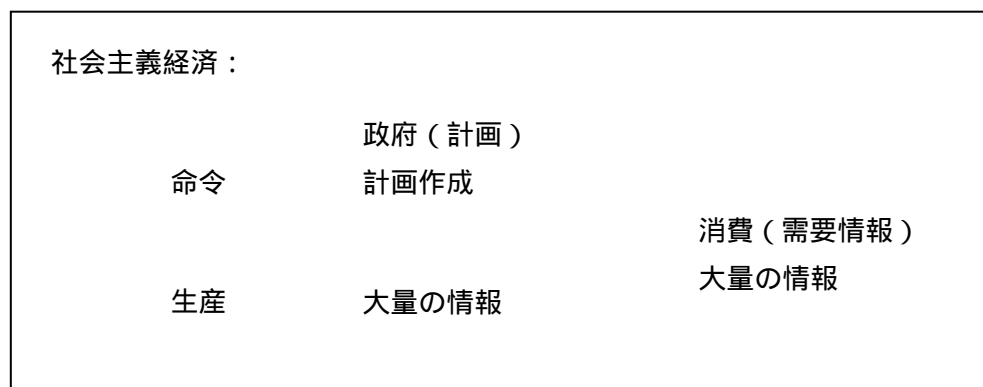 社会主義経済：
政府（計画）
命令 計画作成
消費（需要情報）
大量の情報
生産 大量の情報